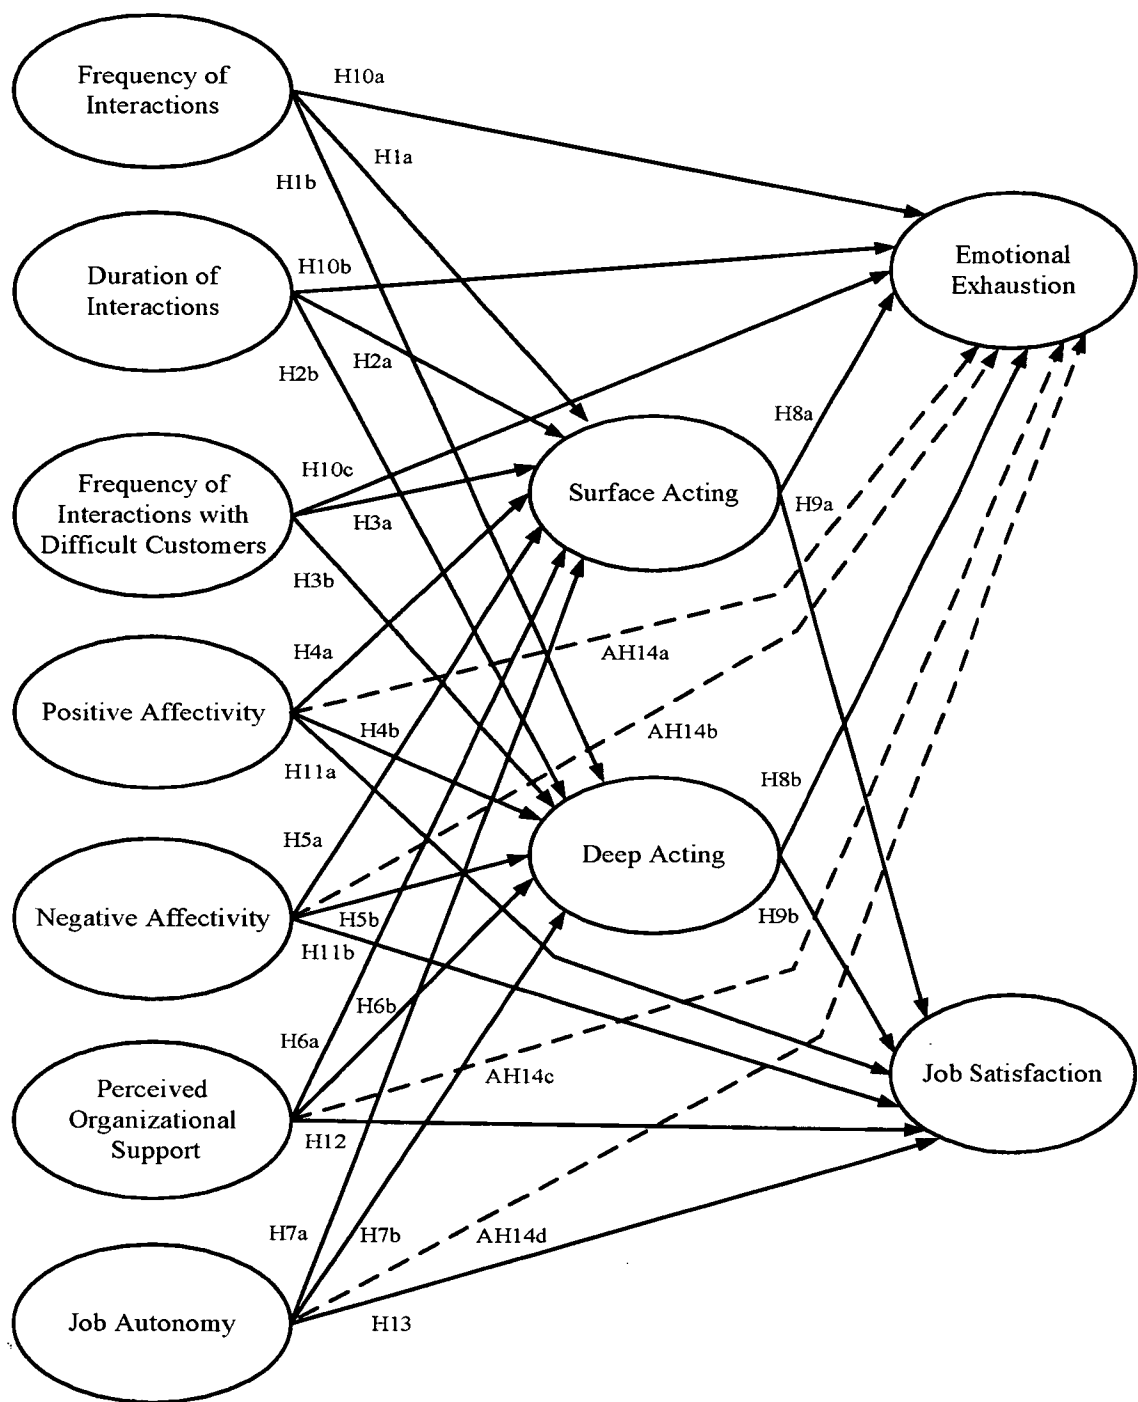 Frequency of
Interactions
H10a
H1a
H1b
Duration of
Interactions
H10b
H2a
H2b
Emotional
Exhaustion
Frequency of
Interactions with
Difficult Customers
H10c
H3a
H3b
Surface Acting
H8a
H9a
Positive Affectivity
H4a
H4b
H11a
AH14a
AH14b
Negative Affectivity
H5a
H5b
H11b
Deep Acting
H8b
H9b
Perceived
Organizational
Support
H6a
H6b
H12
AH14c
Job Satisfaction
Job Autonomy
H7a
H7b
H13
AH14d